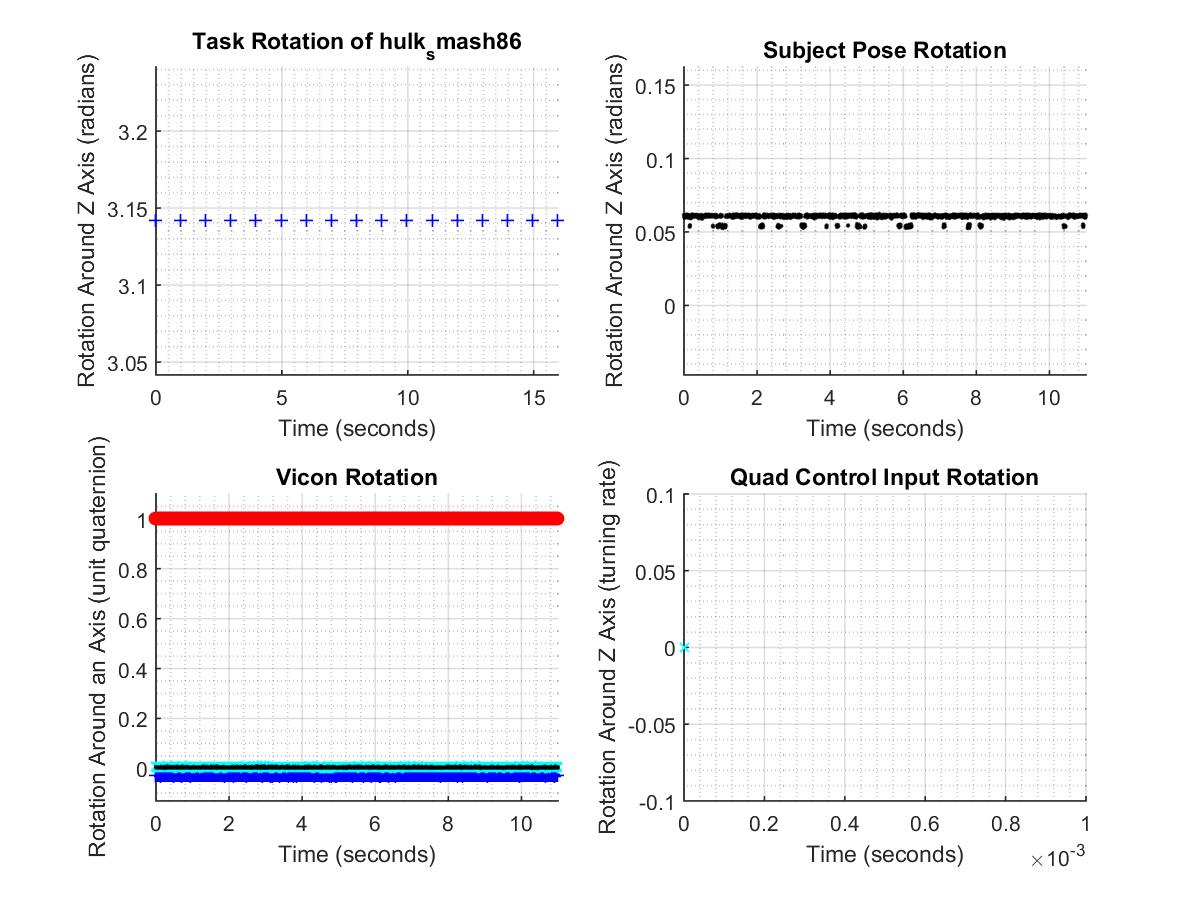 Task Rotation of hulk_smash86
Rotation Around Z Axis (radians)
3.2
3.15
3.1
3.05
0 5 10 15
Time (seconds)
Subject Pose Rotation
Rotation Around Z Axis (radians)
0.15
0.1
0.05
0
0 2 4 6 8 10
Time (seconds)
Vicon Rotation
Rotation Around an Axis (unit quaternion)
1
0.8
0.6
0.4
0.2
0
0 2 4 6 8 10
Time (seconds)
Quad Control Input Rotation
Rotation Around Z Axis (turning rate)
0.1
0.05
0
-0.05
-0.1
0 0.2 0.4 0.6 0.8 1
Time (seconds)
×10⁻³